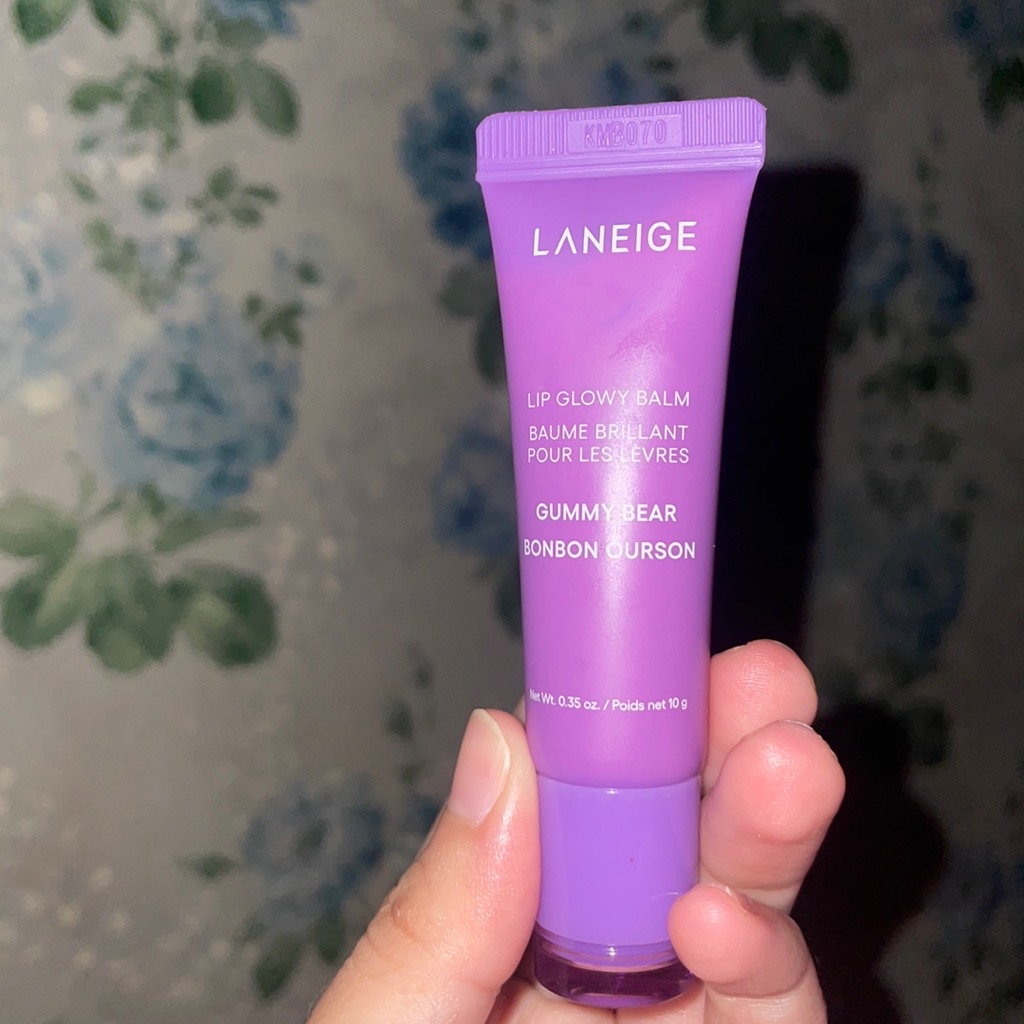 KMB070
LANEIGE
LIP GLOWY BALM
BAUME BRILLANT
POUR LES LÈVRES
GUMMY BEAR
BONBON OURSON
Net Wt. 0.35 oz. / Poids net 10 g